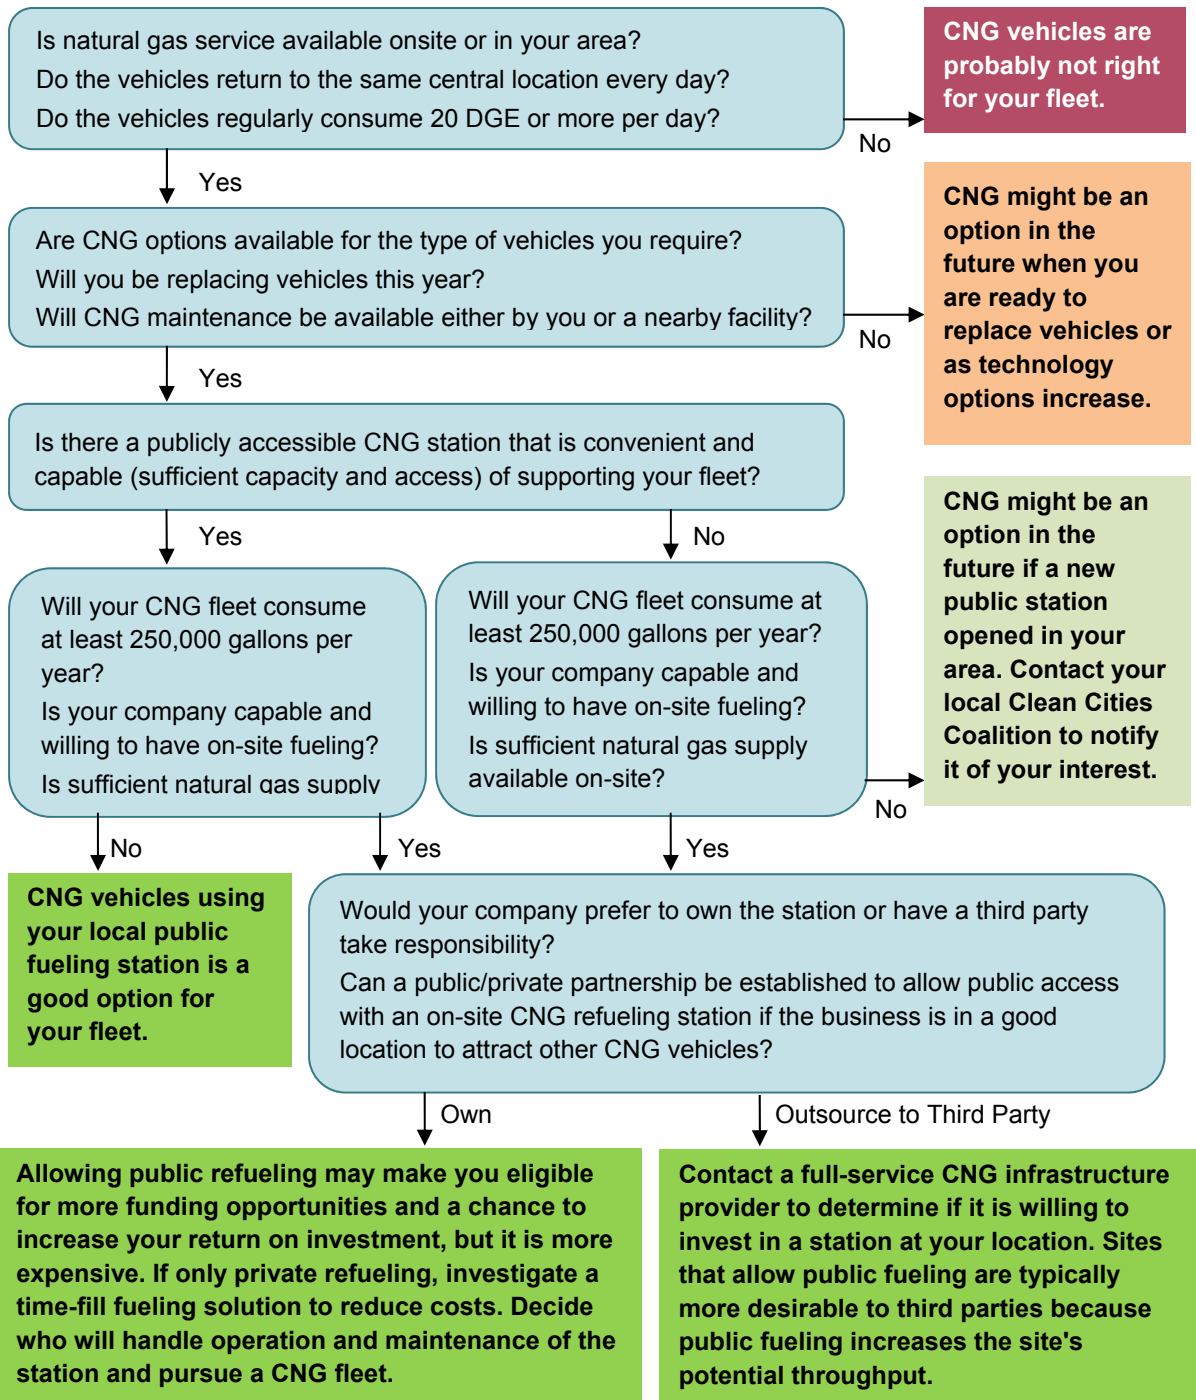 Is natural gas service available onsite or in your area?
Do the vehicles return to the same central location every day?
Do the vehicles regularly consume 20 DGE or more per day?
No
CNG vehicles are
probably not right
for your fleet.
Yes
Are CNG options available for the type of vehicles you require?
Will you be replacing vehicles this year?
Will CNG maintenance be available either by you or a nearby facility?
No
CNG might be an
option in the
future when you
are ready to
replace vehicles or
as technology
options increase.
Yes
Is there a publicly accessible CNG station that is convenient and
capable (sufficient capacity and access) of supporting your fleet?
Yes
No
Will your CNG fleet consume
at least 250,000 gallons per
year?
Is your company capable and
willing to have on-site fueling?
Is sufficient natural gas supply
Will your CNG fleet consume at
least 250,000 gallons per year?
Is your company capable and
willing to have on-site fueling?
Is sufficient natural gas supply
available on-site?
No
CNG might be an
option in the
future if a new
public station
opened in your
area. Contact your
local Clean Cities
Coalition to notify
it of your interest.
No
Yes
Yes
CNG vehicles using
your local public
fueling station is a
good option for
your fleet.
Would your company prefer to own the station or have a third party
take responsibility?
Can a public/private partnership be established to allow public access
with an on-site CNG refueling station if the business is in a good
location to attract other CNG vehicles?
Own
Outsource to Third Party
Allowing public refueling may make you eligible
for more funding opportunities and a chance to
increase your return on investment, but it is more
expensive. If only private refueling, investigate a
time-fill fueling solution to reduce costs. Decide
who will handle operation and maintenance of the
station and pursue a CNG fleet.
Contact a full-service CNG infrastructure
provider to determine if it is willing to
invest in a station at your location. Sites
that allow public fueling are typically
more desirable to third parties because
public fueling increases the site's
potential throughput.